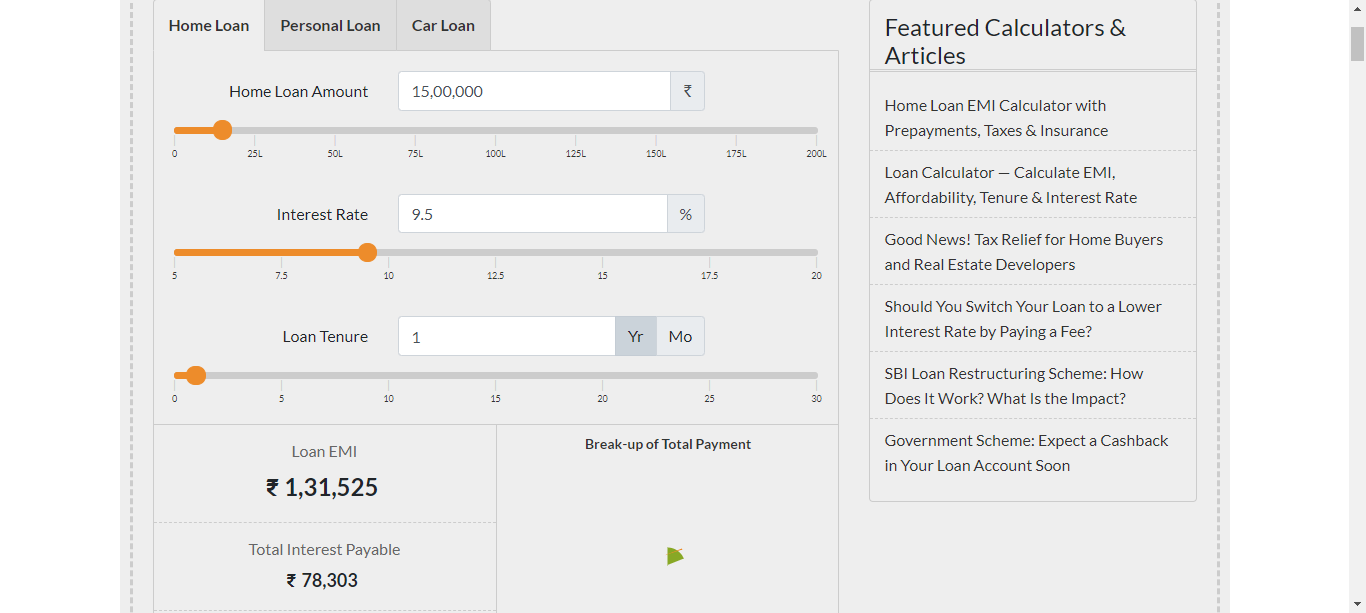 Home Loan
Personal Loan
Car Loan
Home Loan Amount
15,00,000
₹
0 25L 50L 75L 100L 125L 150L 175L 200L
Interest Rate
9.5
%
5 7.5 10 12.5 15 17.5 20
Loan Tenure
1
Yr
Mo
0 5 10 15 20 25 30
Loan EMI
₹ 1,31,525
Total Interest Payable
₹ 78,303
Break-up of Total Payment
Featured Calculators &
Articles
Home Loan EMI Calculator with
Prepayments, Taxes & Insurance
Loan Calculator — Calculate EMI,
Affordability, Tenure & Interest Rate
Good News! Tax Relief for Home Buyers
and Real Estate Developers
Should You Switch Your Loan to a Lower
Interest Rate by Paying a Fee?
SBI Loan Restructuring Scheme: How
Does It Work? What Is the Impact?
Government Scheme: Expect a Cashback
in Your Loan Account Soon